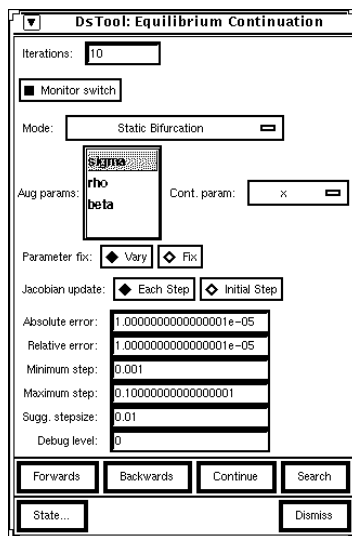 DsTool: Equilibrium Continuation
Iterations: 10
Monitor switch
Mode: Static Bifurcation
sigma
rho
beta
Aug params:
Cont. param: x
Parameter fix: Vary Fix
Jacobian update: Each Step Initial Step
Absolute error: 1.0000000000000001e-05
Relative error: 1.0000000000000001e-05
Minimum step: 0.001
Maximum step: 0.10000000000000001
Sugg. stepsize: 0.01
Debug level: 0
Forwards Backwards Continue Search
State... Dismiss